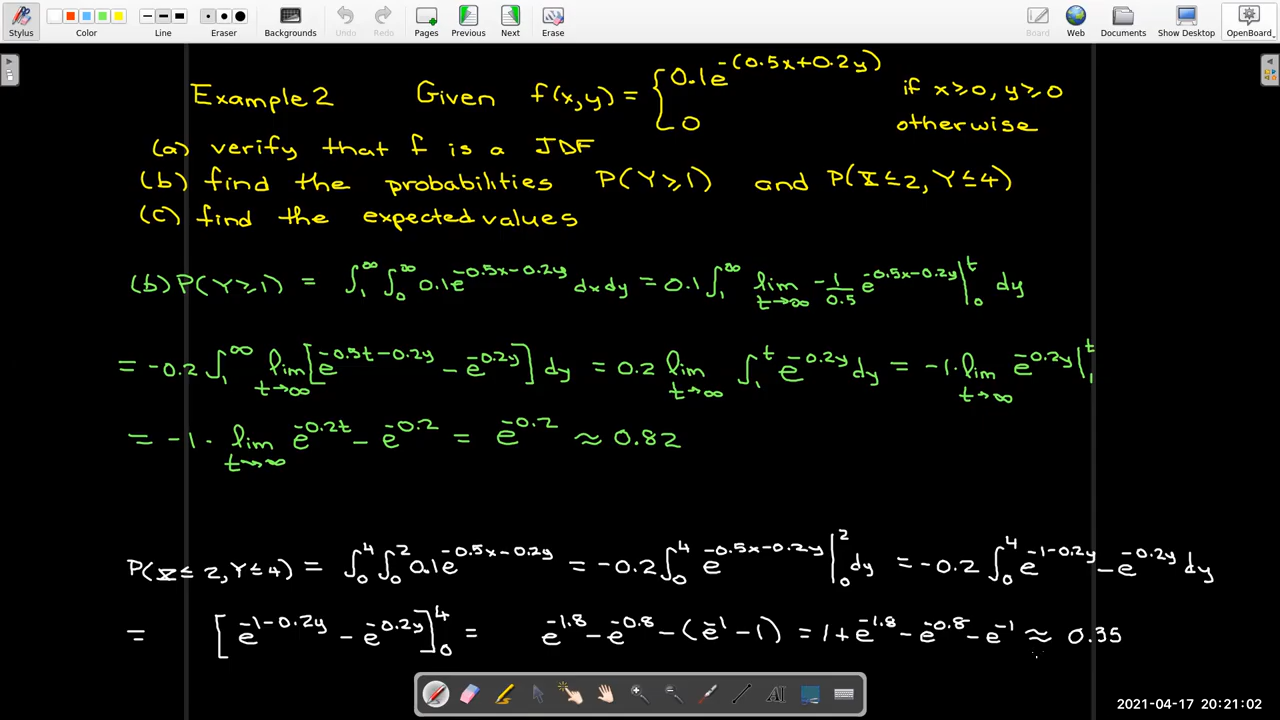 Stylus Color Line Eraser Backgrounds Undo Redo Pages Previous Next Erase Board Web Documents Show Desktop OpenBoard
Example 2 Given f(x,y) = { 0.1e^-(0.5x+0.2y) if x≥0, y≥0
0 otherwise
(a) verify that f is a JDF
(b) find the probabilities P(Y≥1) and P(X≤2, Y≤4)
(c) find the expected values
(b) P(Y≥1) = ∫_1^∞ ∫_0^∞ 0.1e^-0.5x-0.2y dxdy = 0.1 ∫_1^∞ lim t→∞ -1/0.5 e^-0.5x-0.2y |_0^t dy
= -0.2 ∫_1^∞ lim t→∞ [e^-0.5t-0.2y - e^-0.2y] dy = 0.2 lim t→∞ ∫_1^t e^-0.2y dy = -1· lim t→∞ e^-0.2y |_1^t
= -1· lim t→∞ e^-0.2t - e^-0.2 = e^-0.2 ≈ 0.82
P(X≤2, Y≤4) = ∫_0^4 ∫_0^2 0.1e^-0.5x-0.2y = -0.2 ∫_0^4 e^-0.5x-0.2y |_0^2 dy = -0.2 ∫_0^4 e^-1-0.2y - e^-0.2y dy
= [e^-1-0.2y - e^-0.2y]_0^4 = e^-1.8 - e^-0.8 - (e^-1 - 1) = 1 + e^-1.8 - e^-0.8 - e^-1 ≈ 0.35
2021-04-17 20:21:02